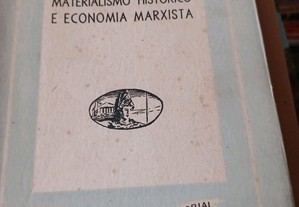 MATERIALISMO HISTÓRICO
E ECONOMIA MARXISTA